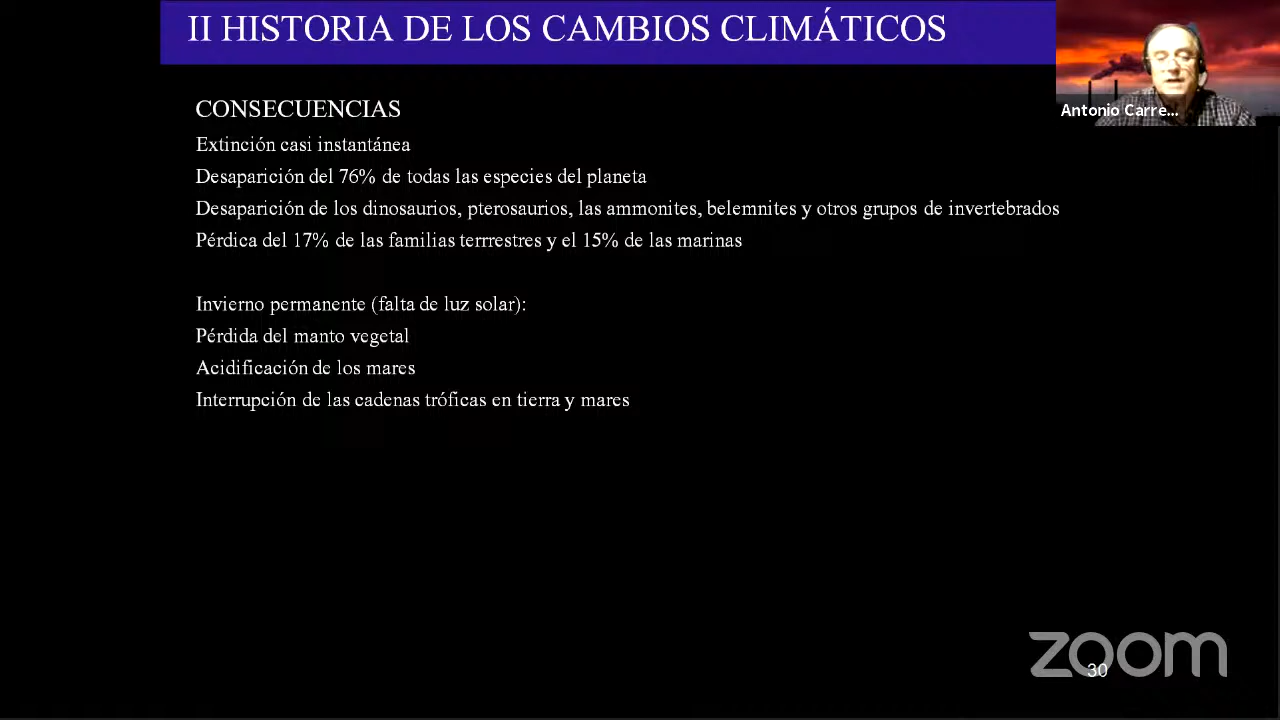 II HISTORIA DE LOS CAMBIOS CLIMÁTICOS
Antonio Carre...
CONSECUENCIAS
Extinción casi instantánea
Desaparición del 76% de todas las especies del planeta
Desaparición de los dinosaurios, pterosaurios, las ammonites, belemnites y otros grupos de invertebrados
Pérdica del 17% de las familias terrrestres y el 15% de las marinas
Invierno permanente (falta de luz solar):
Pérdida del manto vegetal
Acidificación de los mares
Interrupción de las cadenas tróficas en tierra y mares
zoom
30